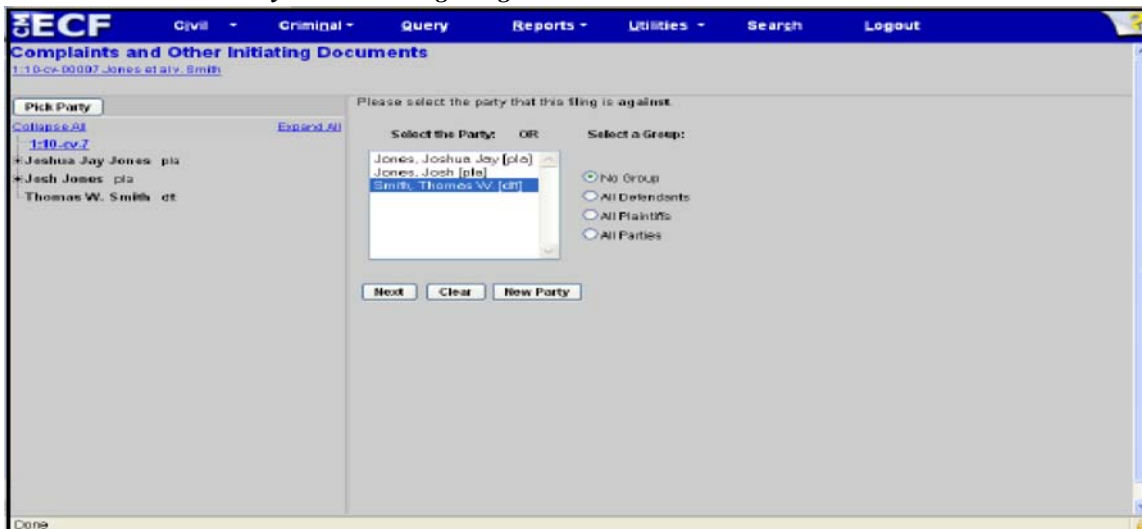 CM ECF Civil Criminal Query Reports Utilities Search Logout ?
Complaints and Other Initiating Documents
1:10-cv-00007 Jones et al v. Smith
Pick Party
Collapse All Expand All
1:10-cv-7
Joshua Jay Jones pla
Josh Jones pla
Thomas W. Smith dft
Please select the party that this filing is against.
Select the Party: OR Select a Group:
Jones, Joshua Jay [pla]
Jones, Josh [pla]
Smith, Thomas W. [dft]
No Group
All Defendants
All Plaintiffs
All Parties
Next Clear New Party
Done